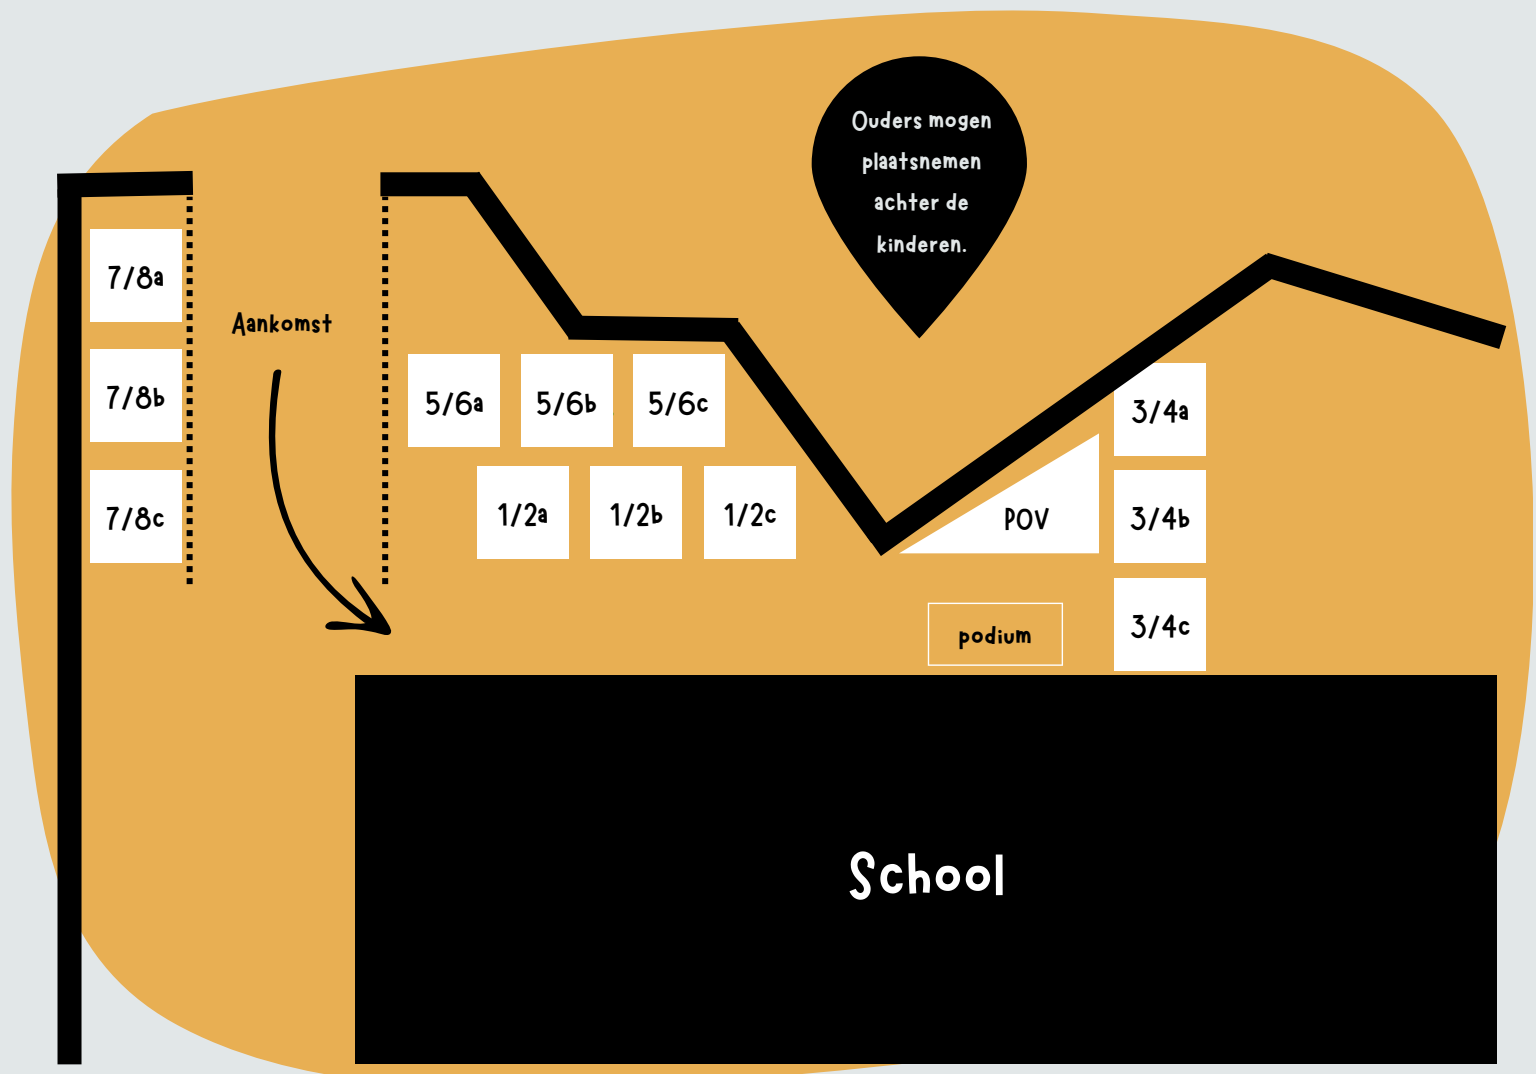 Ouders mogen
plaatsnemen
achter de
kinderen.
7/8a
Aankomst
7/8b
5/6a
5/6b
5/6c
3/4a
7/8c
1/2a
1/2b
1/2c
POV
3/4b
podium
3/4c
School